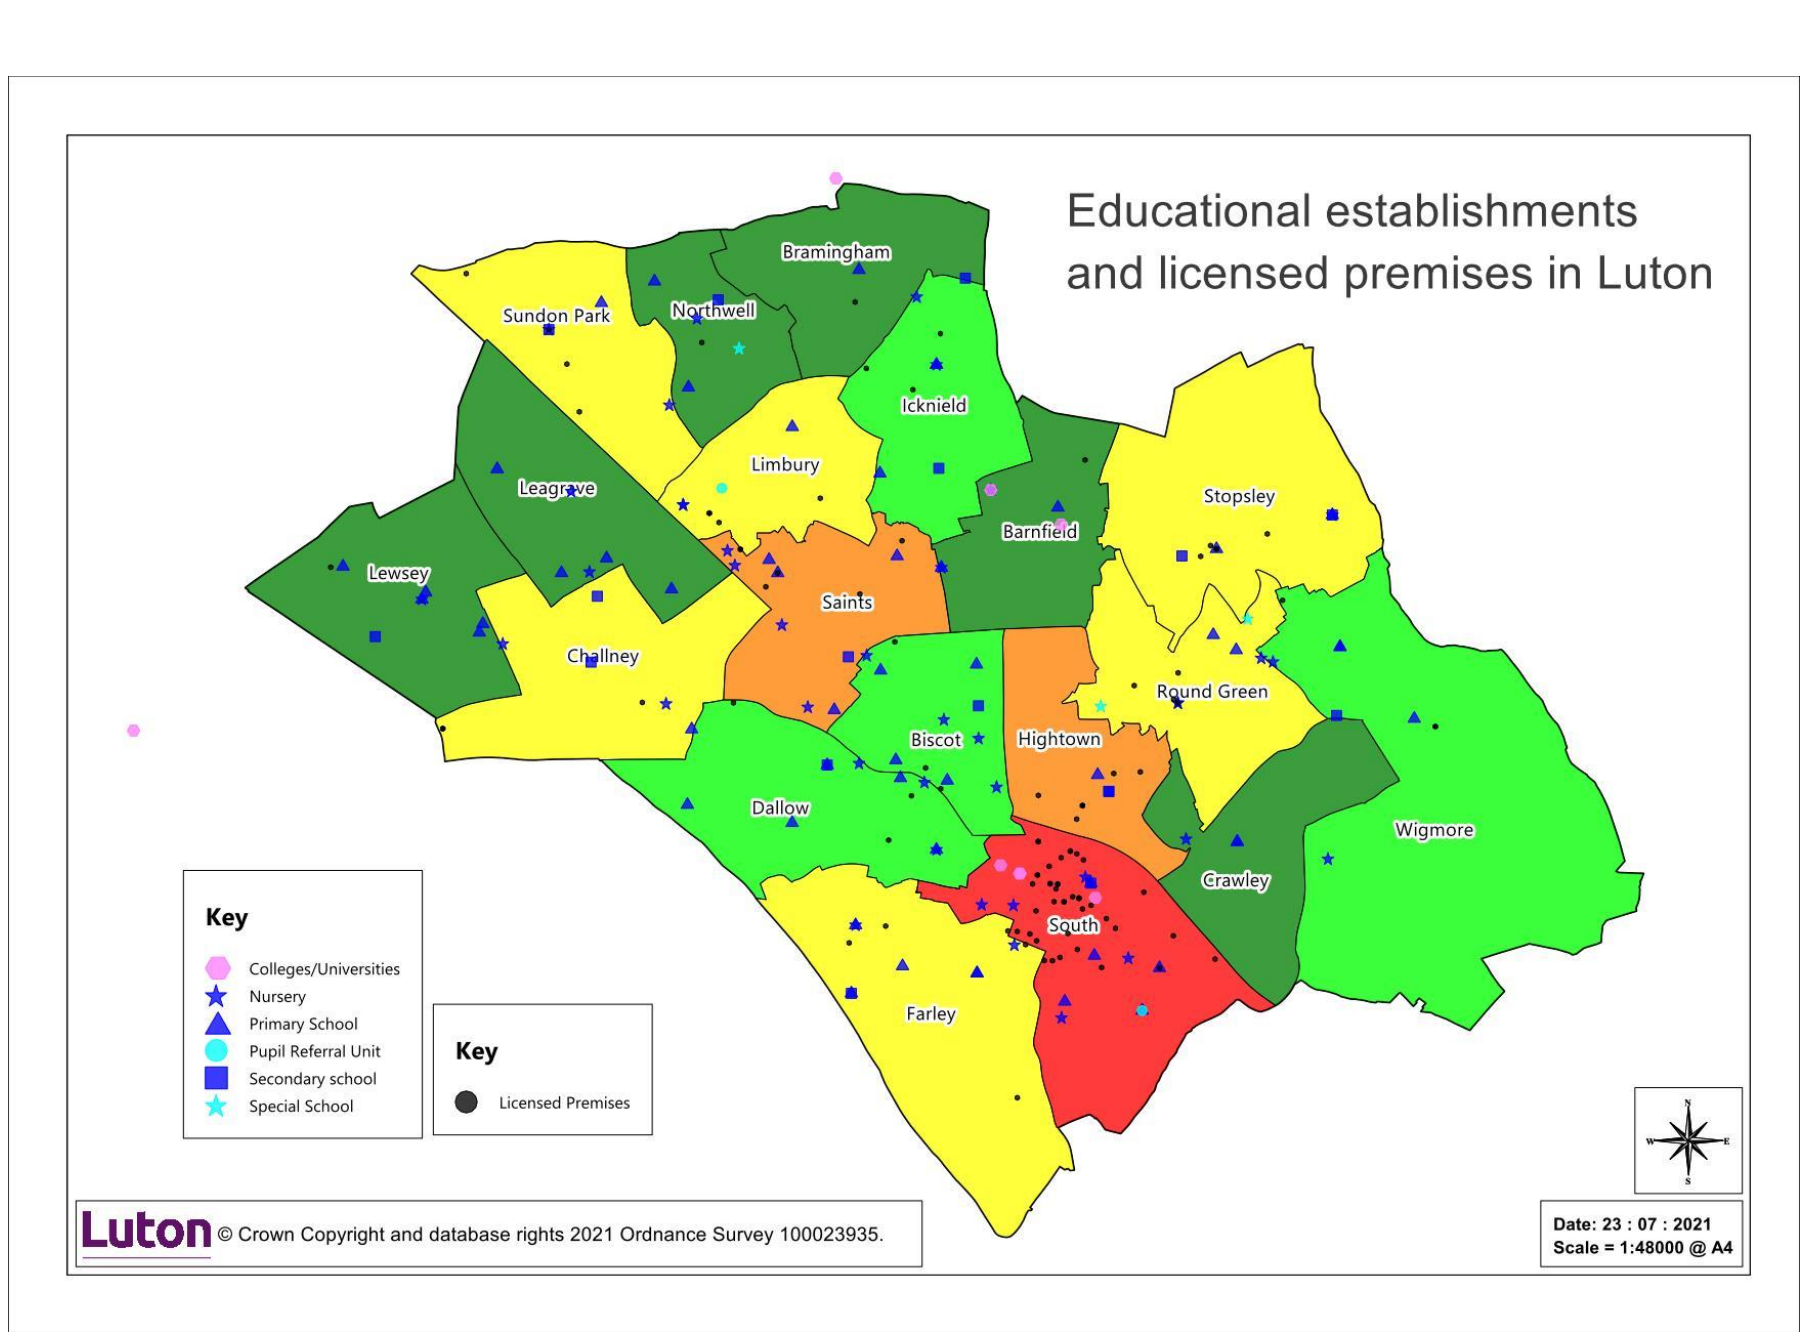 Educational establishments
and licensed premises in Luton
Bramingham
Sundon Park
Northwell
Icknield
Limbury
Leagrave
Stopsley
Barnfield
Lewsey
Saints
Challney
Round Green
Biscot
Hightown
Dallow
Wigmore
Crawley
South
Farley
Key
Colleges/Universities
Nursery
Primary School
Pupil Referral Unit
Secondary school
Special School
Key
Licensed Premises
N
W
E
S
Luton © Crown Copyright and database rights 2021 Ordnance Survey 100023935.
Date: 23 : 07 : 2021
Scale = 1:48000 @ A4